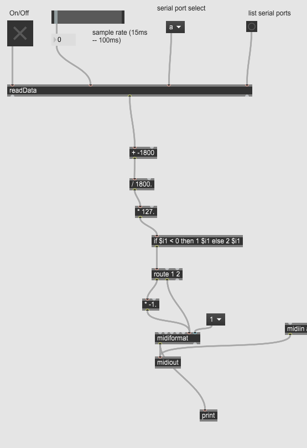 On/Off
serial port select
list serial ports
a
0
sample rate (15ms
-- 100ms)
readData
+ -1800
/ 1800.
* 127.
if $i1 < 0 then 1 $i1 else 2 $i1
route 1 2
* -1.
1
midiformat
midiin
midiout
print